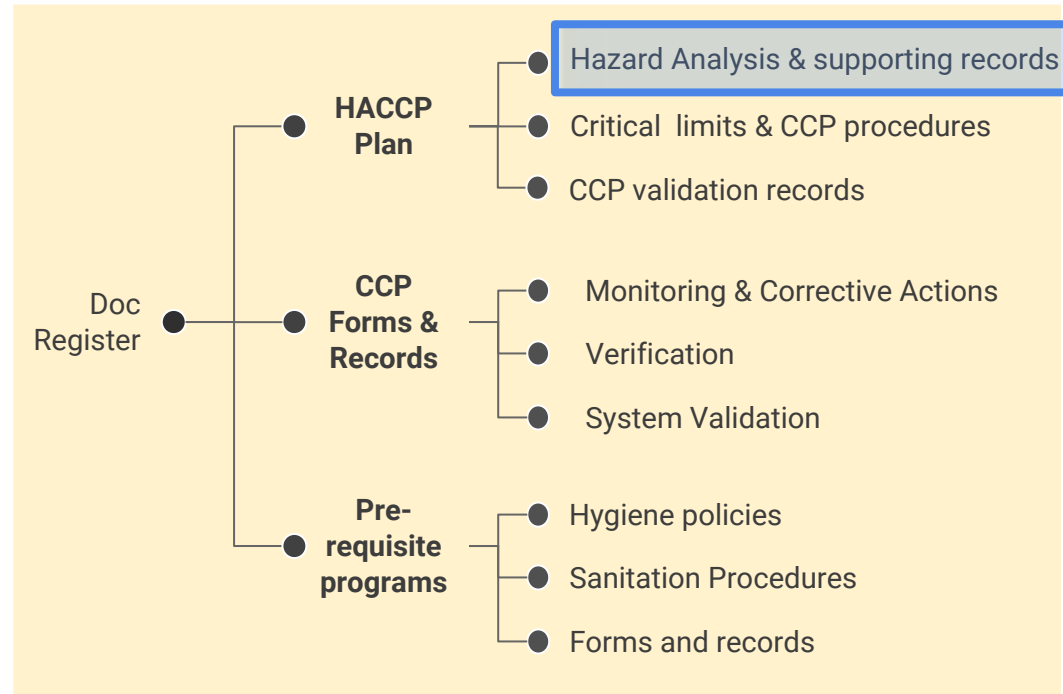 Hazard Analysis & supporting records
HACCP
Plan
Critical limits & CCP procedures
CCP validation records
Doc
Register
CCP
Forms &
Records
Monitoring & Corrective Actions
Verification
System Validation
Pre-
requisite
programs
Hygiene policies
Sanitation Procedures
Forms and records